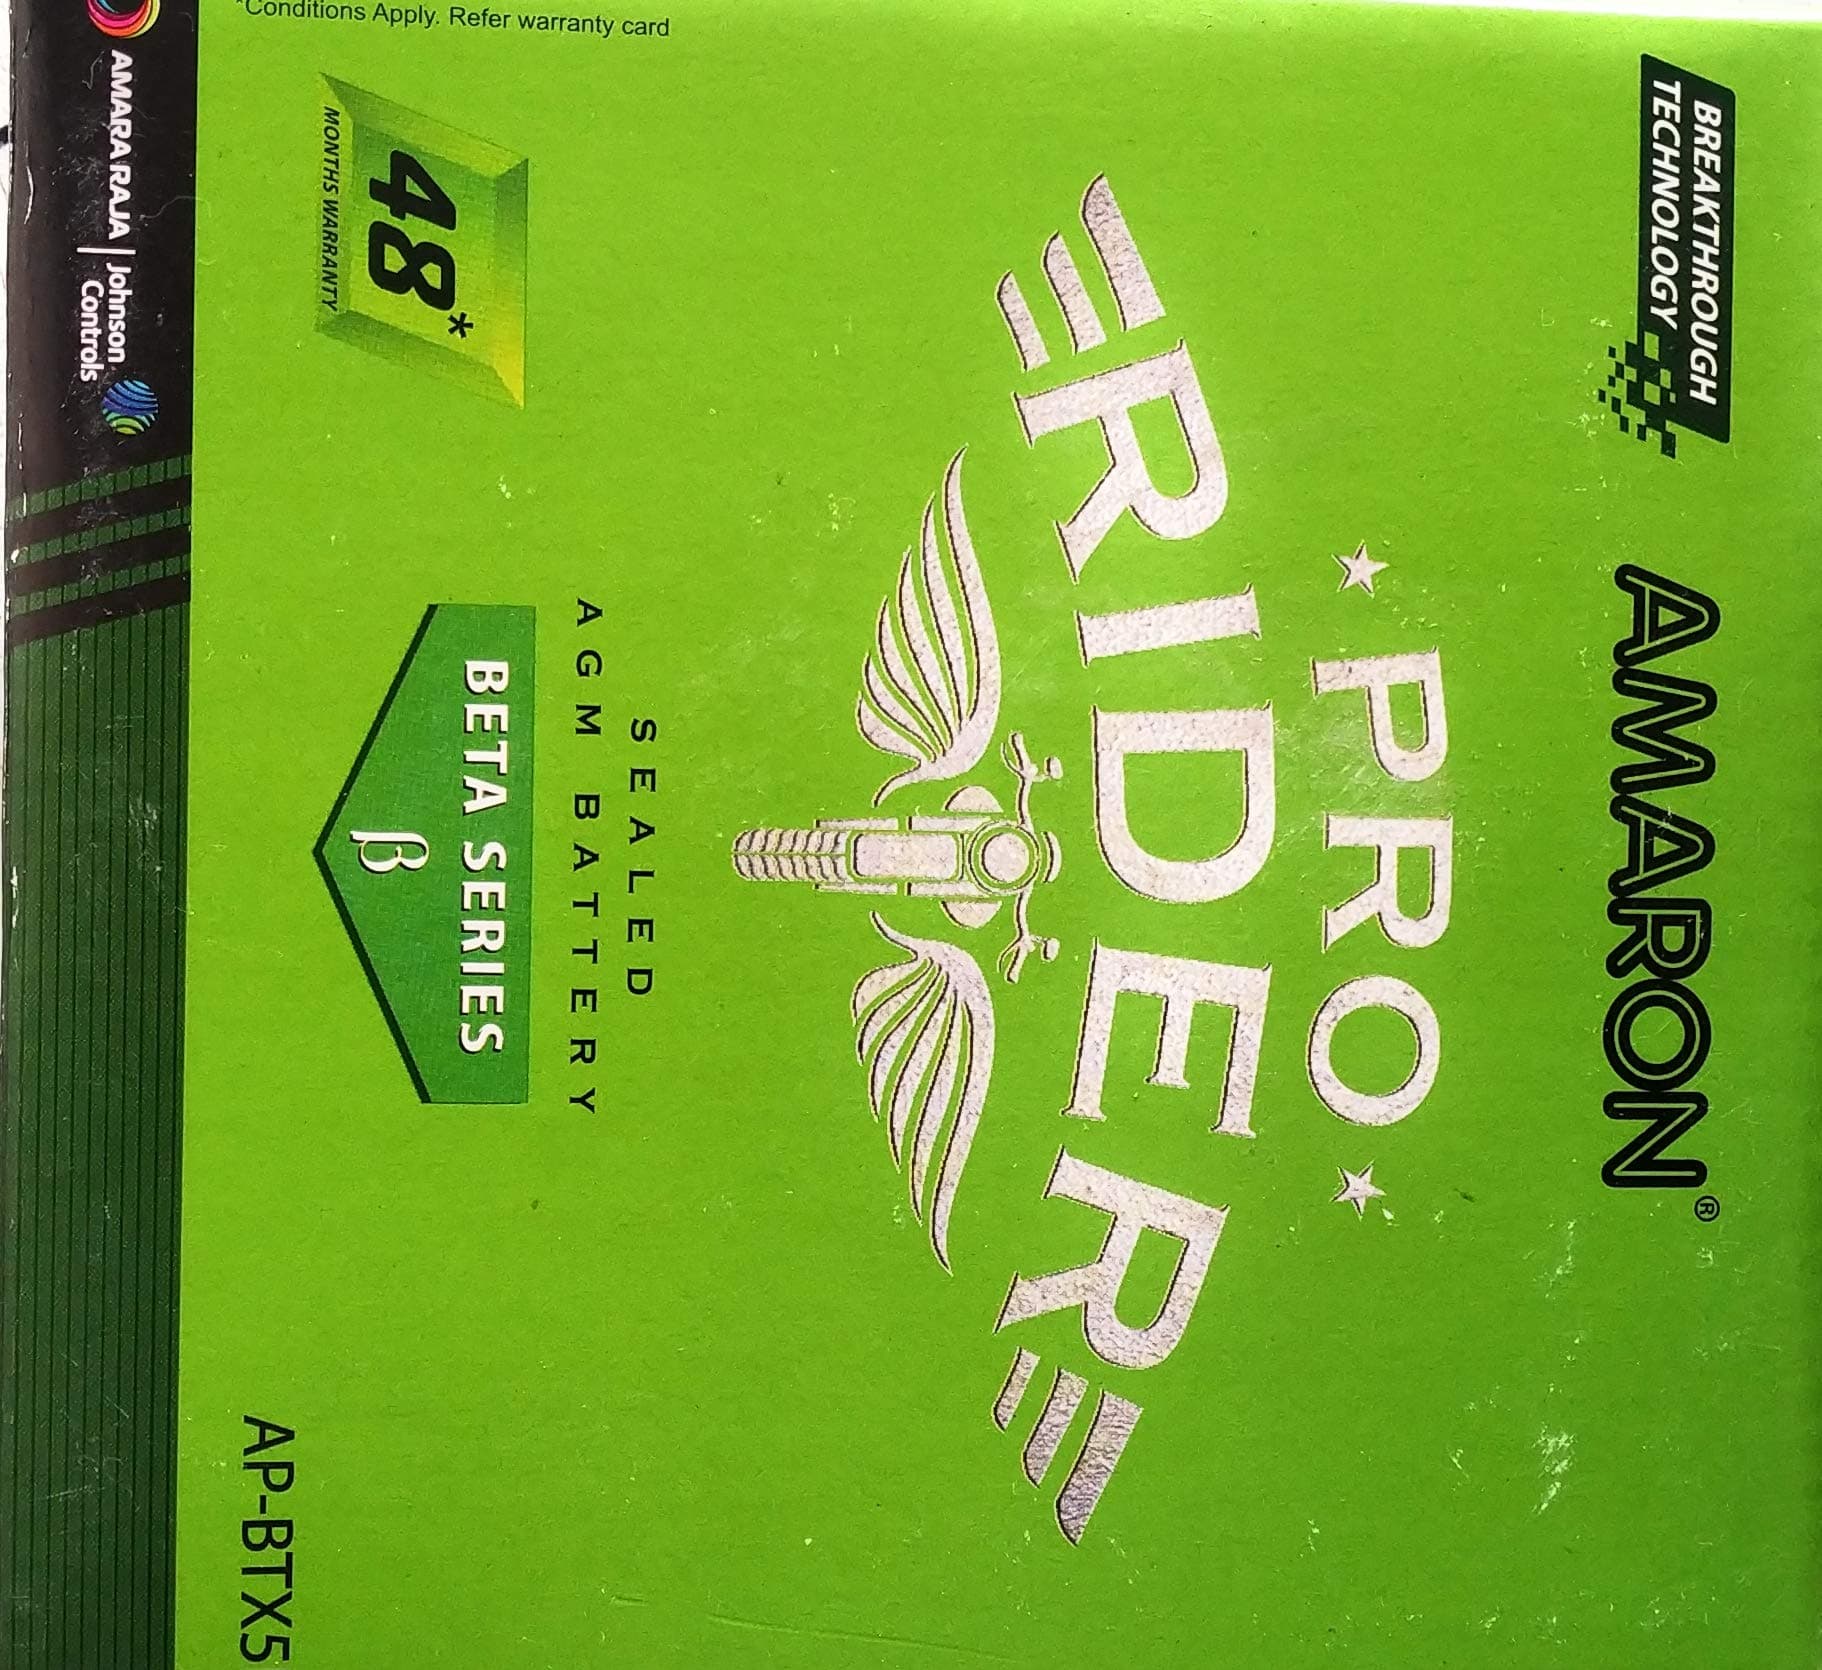 BREAKTHROUGH
TECHNOLOGY
AMARON®
PRO
RIDER
SEALED
AGM BATTERY
BETA SERIES
β
48*
MONTHS WARRANTY
AP-BTX5
*Conditions Apply. Refer warranty card
AMARA RAJA | Johnson
Controls